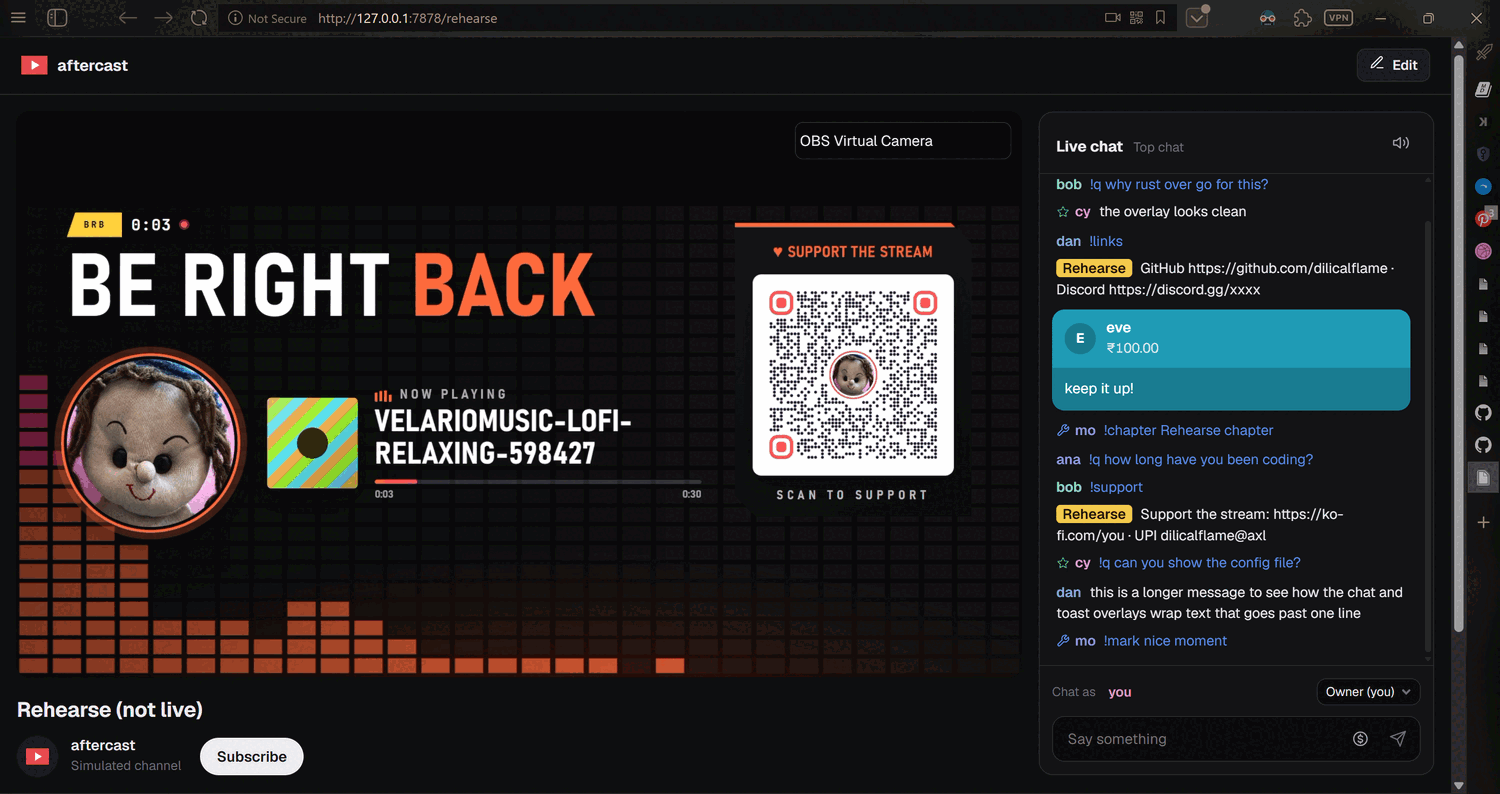 Not Secure http://127.0.0.1:7878/rehearse
VPN
aftercast
Edit
OBS Virtual Camera
BRB 0:03
BE RIGHT BACK
NOW PLAYING
VELARIOMUSIC-LOFI-
RELAXING-598427
0:03 0:30
♥ SUPPORT THE STREAM
SCAN TO SUPPORT
Rehearse (not live)
aftercast
Simulated channel
Subscribe
Live chat Top chat
bob !q why rust over go for this?
cy the overlay looks clean
dan !links
Rehearse GitHub https://github.com/dilicalflame ·
Discord https://discord.gg/xxxx
E
eve
₹100.00
keep it up!
mo !chapter Rehearse chapter
ana !q how long have you been coding?
bob !support
Rehearse Support the stream: https://ko-
fi.com/you · UPI dilicalflame@axl
cy !q can you show the config file?
dan this is a longer message to see how the chat and
toast overlays wrap text that goes past one line
mo !mark nice moment
Chat as you
Owner (you)
Say something
3